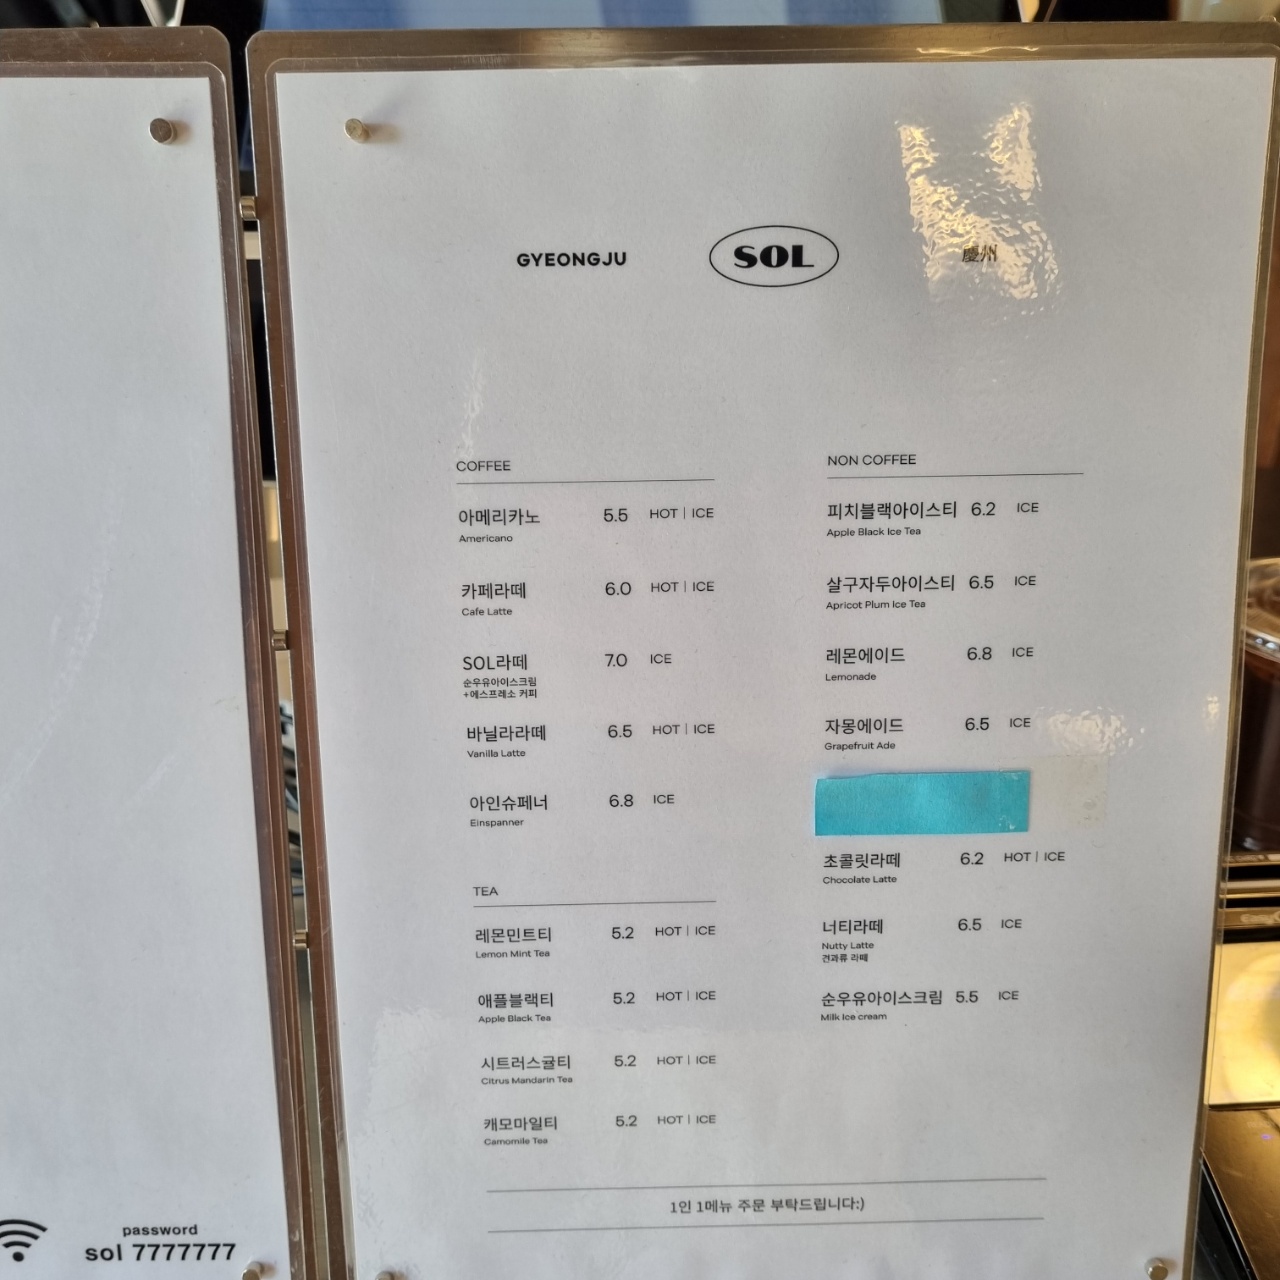 GYEONGJU
SOL
慶州
COFFEE
아메리카노 5.5 HOT | ICE
Americano
카페라떼 6.0 HOT | ICE
Cafe Latte
SOL라떼 7.0 ICE
순우유아이스크림
+에스프레소 커피
바닐라라떼 6.5 HOT | ICE
Vanilla Latte
아인슈페너 6.8 ICE
Einspanner
TEA
레몬민트티 5.2 HOT | ICE
Lemon Mint Tea
애플블랙티 5.2 HOT | ICE
Apple Black Tea
시트러스귤티 5.2 HOT | ICE
Citrus Mandarin Tea
캐모마일티 5.2 HOT | ICE
Camomile Tea
NON COFFEE
피치블랙아이스티 6.2 ICE
Apple Black Ice Tea
살구자두아이스티 6.5 ICE
Apricot Plum Ice Tea
레몬에이드 6.8 ICE
Lemonade
자몽에이드 6.5 ICE
Grapefruit Ade
초콜릿라떼 6.2 HOT | ICE
Chocolate Latte
너티라떼 6.5 ICE
Nutty Latte
견과류 라떼
순우유아이스크림 5.5 ICE
Milk Ice cream
1인 1메뉴 주문 부탁드립니다:)
password
sol 7777777